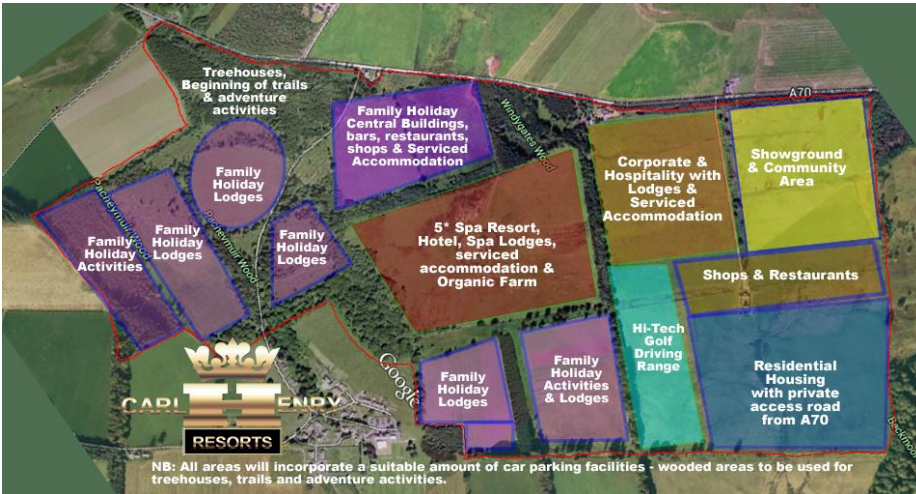 Treehouses,
Beginning of trails
& adventure
activities
A70
Family Holiday
Central Buildings,
bars, restaurants,
shops & Serviced
Accommodation
Windygates Wood
Corporate &
Hospitality with
Lodges &
Serviced
Accommodation
Showground
& Community
Area
Family
Holiday
Lodges
Pacheymuir Wood
Family
Holiday
Activities
Family
Holiday
Lodges
Pacheymuir Wood
Family
Holiday
Lodges
5* Spa Resort,
Hotel, Spa Lodges,
serviced
accommodation &
Organic Farm
Shops & Restaurants
Hi-Tech
Golf
Driving
Range
Google
Family
Holiday
Lodges
Family
Holiday
Activities
& Lodges
Residential
Housing
with private
access road
from A70
CARL HENRY
RESORTS
NB: All areas will incorporate a suitable amount of car parking facilities - wooded areas to be used for
treehouses, trails and adventure activities.